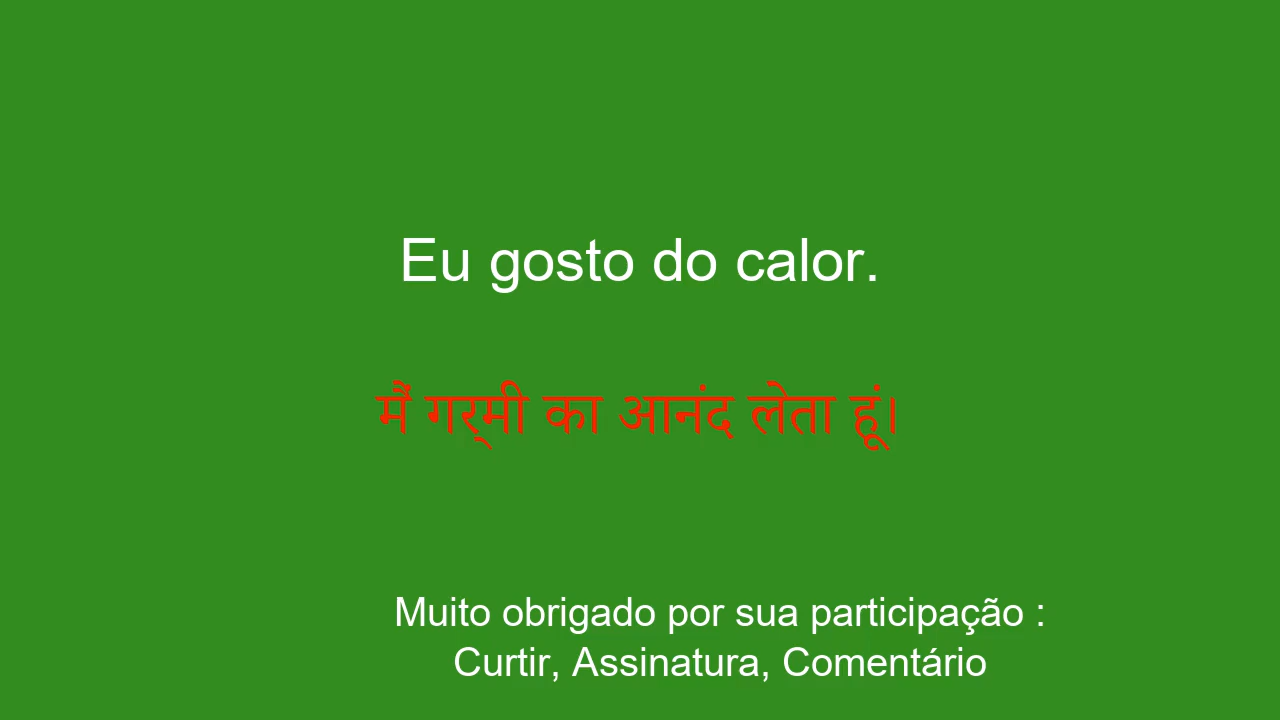 Eu gosto do calor.
मैं गर्मी का आनंद लेता हूं।
Muito obrigado por sua participação :
Curtir, Assinatura, Comentário